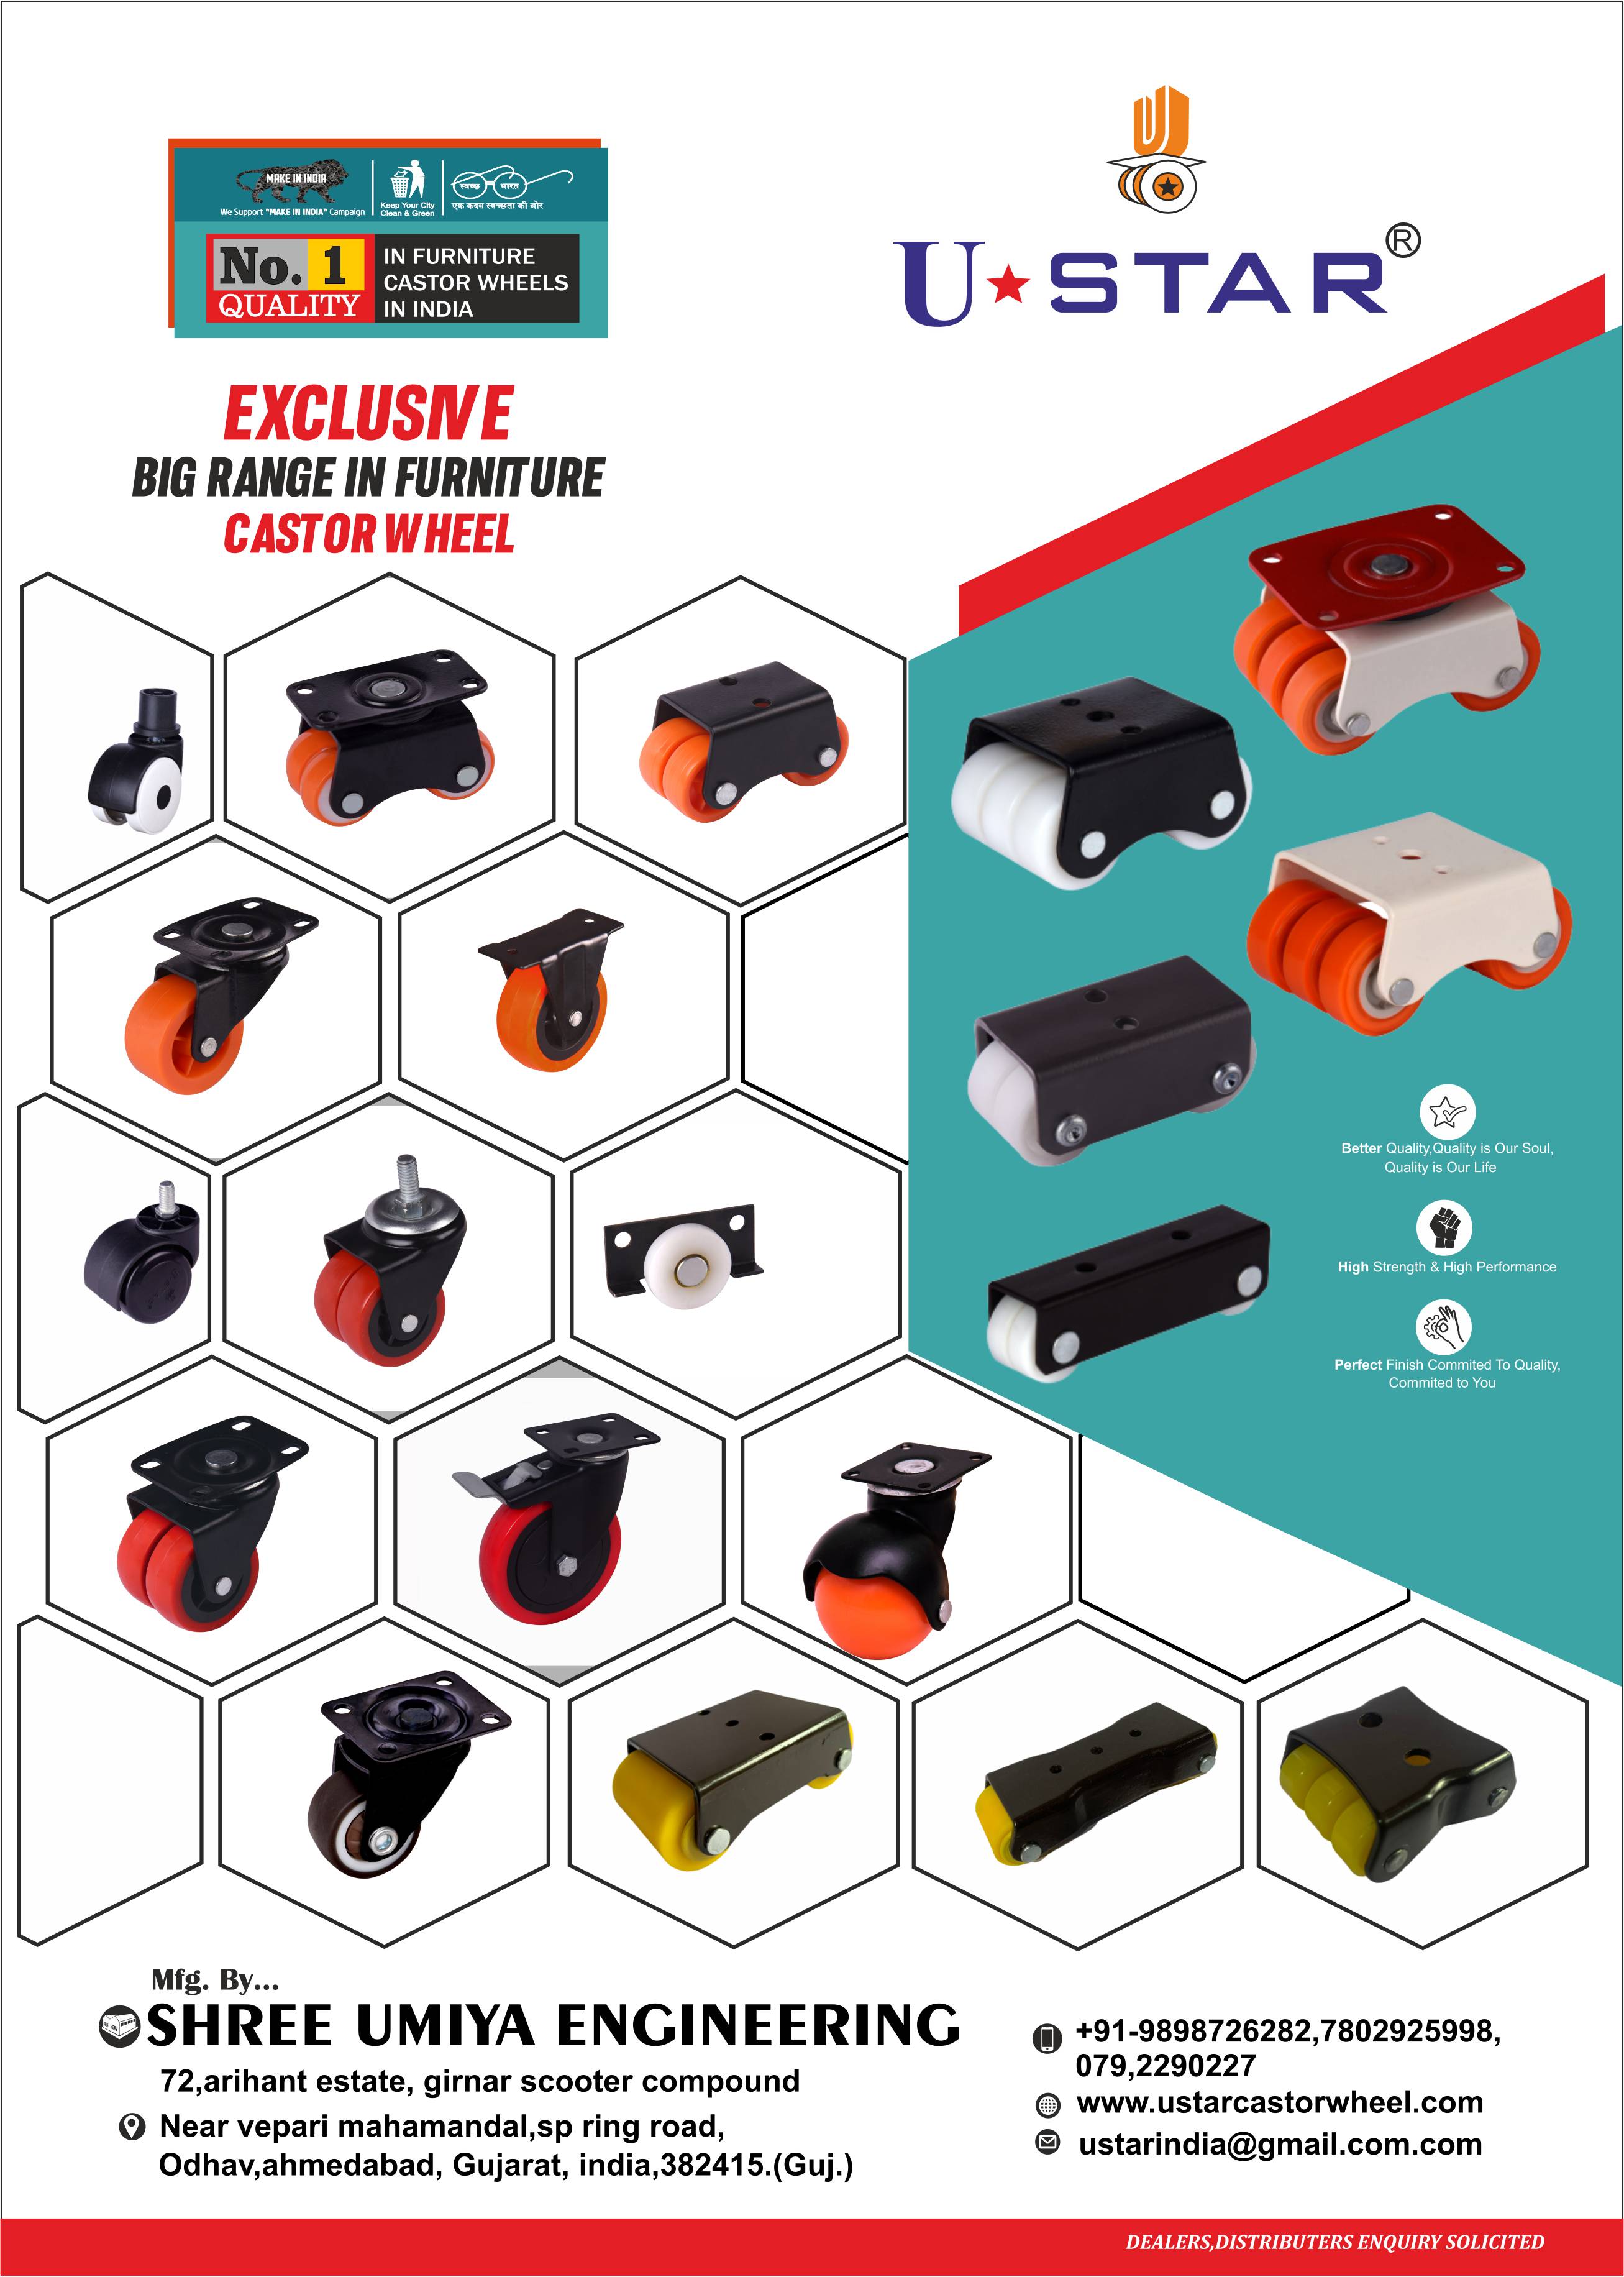 MAKE IN INDIA
We Support "MAKE IN INDIA" Campaign
Keep Your City
Clean & Green
स्वच्छ भारत
एक कदम स्वच्छता की ओर
No. 1
QUALITY
IN FURNITURE
CASTOR WHEELS
IN INDIA
U★STAR®
EXCLUSIVE
BIG RANGE IN FURNITURE
CASTOR WHEEL
Better Quality,Quality is Our Soul,
Quality is Our Life
High Strength & High Performance
Perfect Finish Commited To Quality,
Commited to You
Mfg. By...
SHREE UMIYA ENGINEERING
72,arihant estate, girnar scooter compound
Near vepari mahamandal,sp ring road,
Odhav,ahmedabad, Gujarat, india,382415.(Guj.)
+91-9898726282,7802925998,
079,2290227
www.ustarcastorwheel.com
ustarindia@gmail.com.com
DEALERS,DISTRIBUTERS ENQUIRY SOLICITED